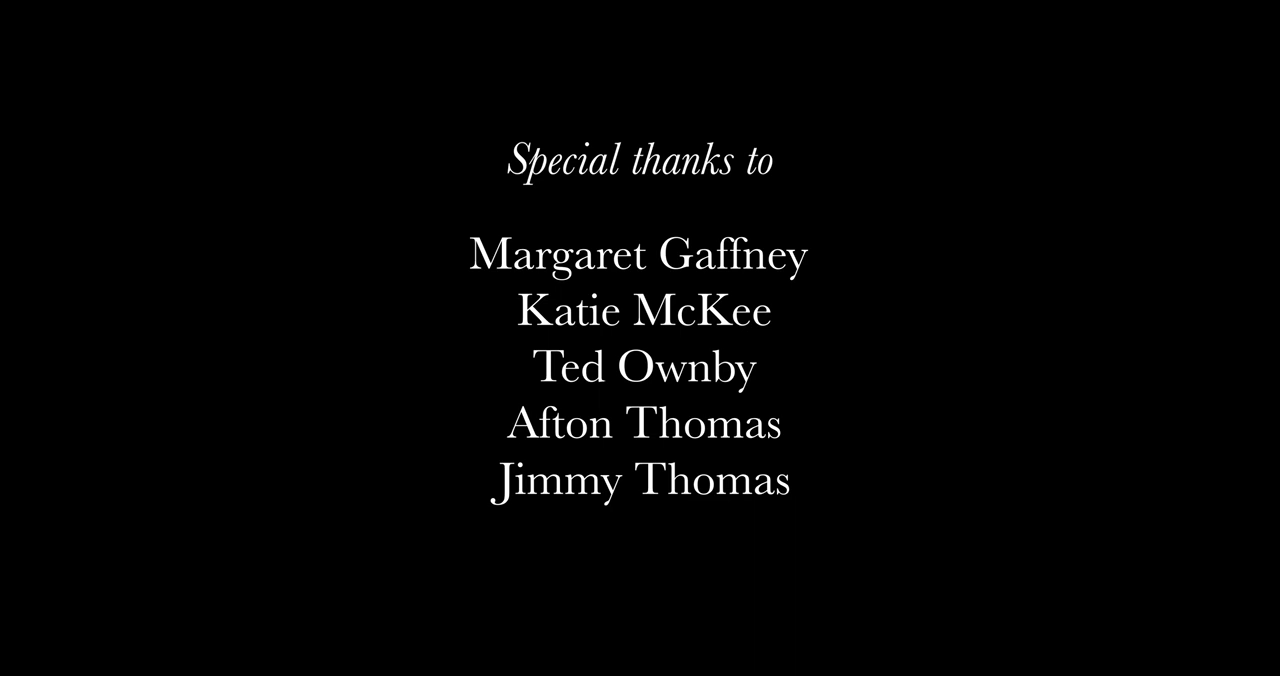 Special thanks to
Margaret Gaffney
Katie McKee
Ted Ownby
Afton Thomas
Jimmy Thomas